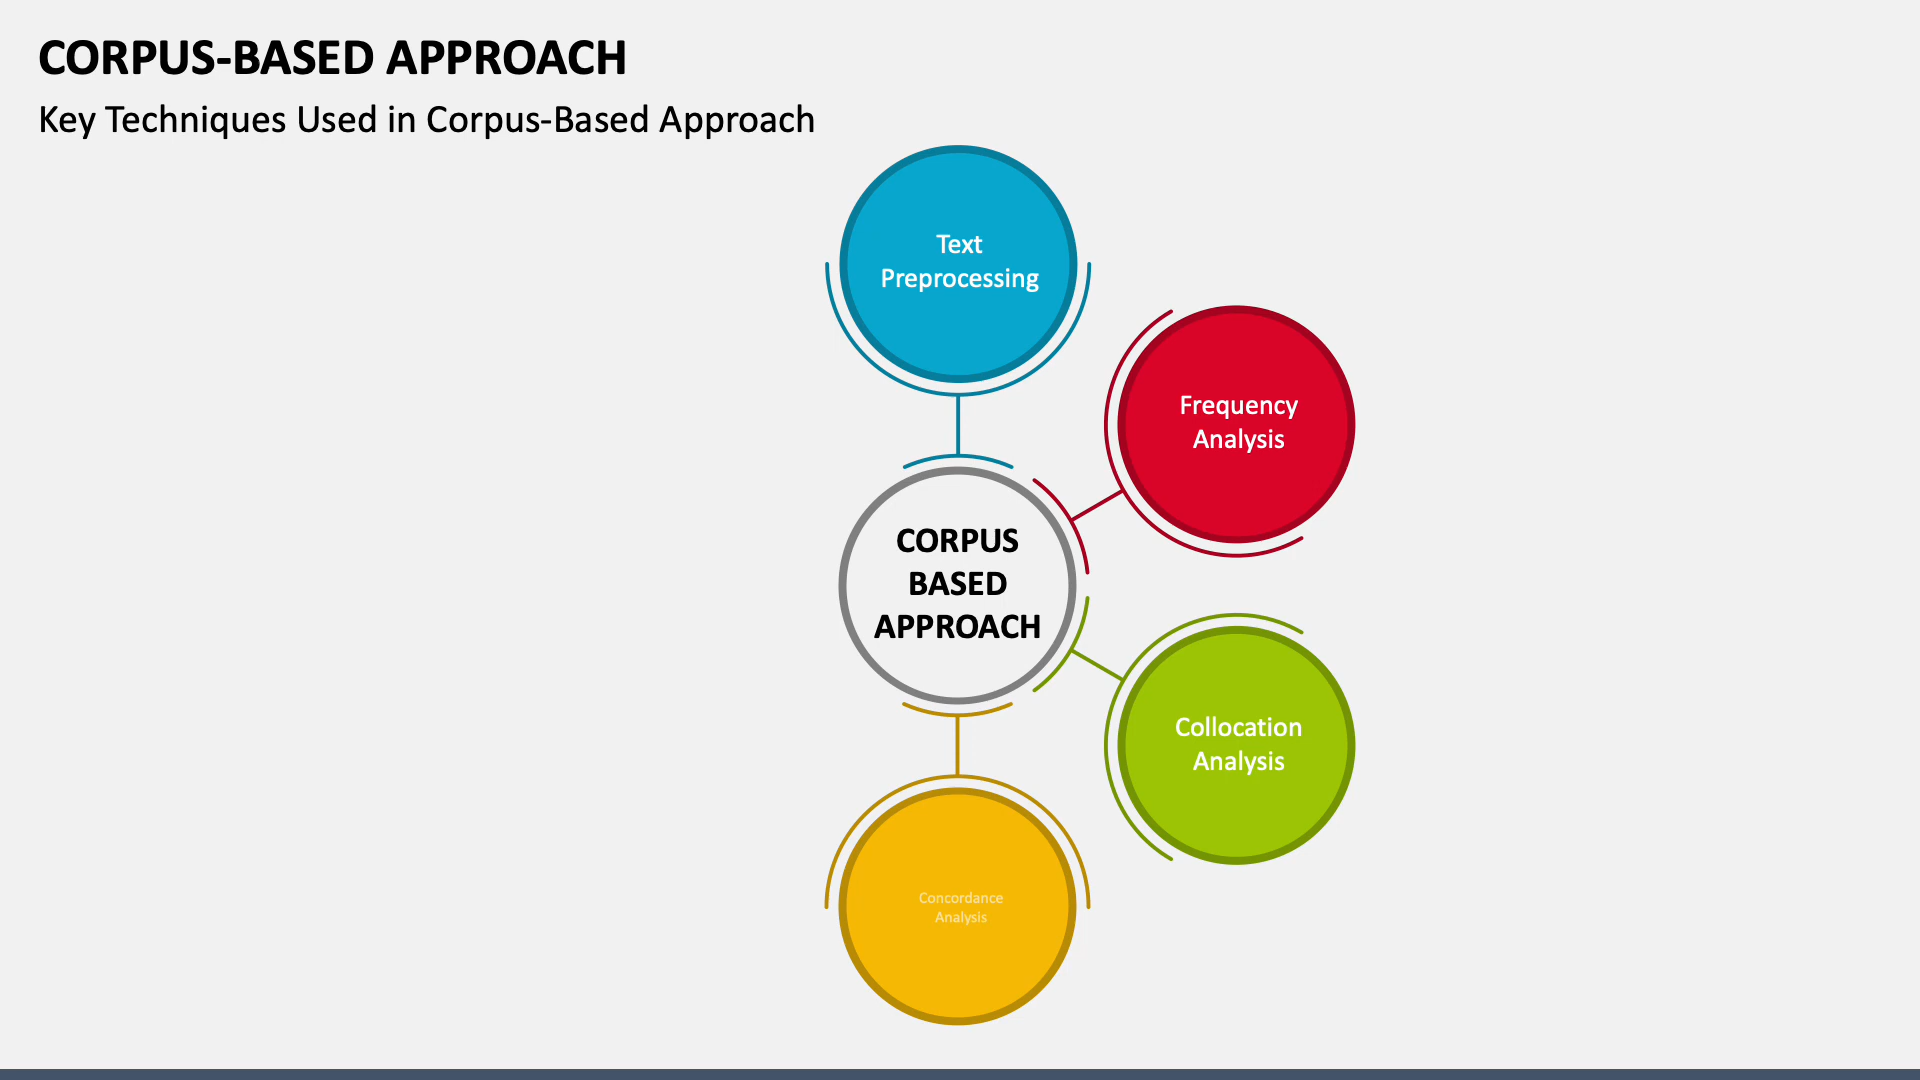 CORPUS-BASED APPROACH
Key Techniques Used in Corpus-Based Approach
Text
Preprocessing
Frequency
Analysis
CORPUS
BASED
APPROACH
Collocation
Analysis
Concordance
Analysis